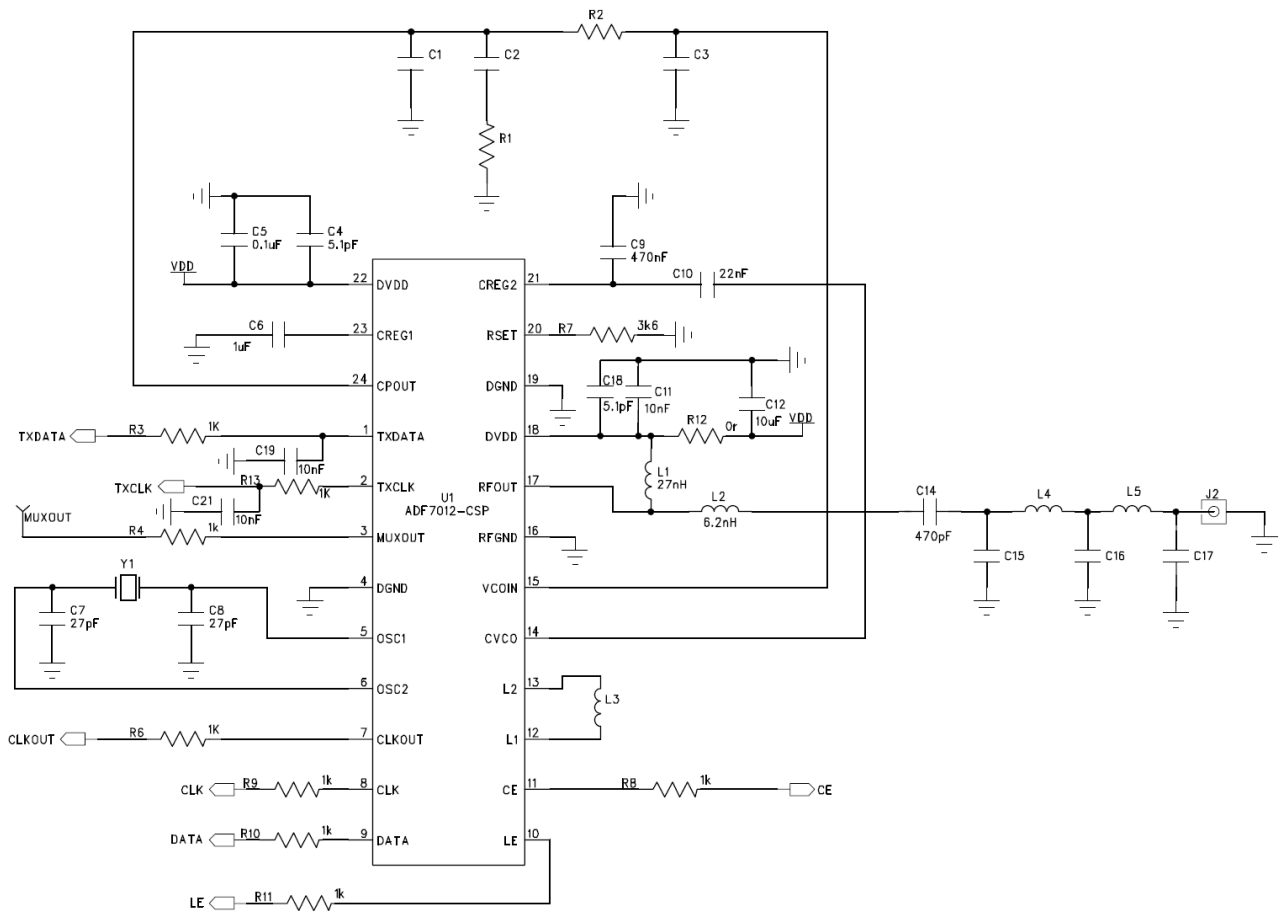 R2
C1
C2
C3
R1
C5
0.1uF
C4
5.1pF
C9
470nF
VDD
22
DVDD
CREG2
21
C10
22nF
C6
1uF
23
CREG1
RSET
20
R7
3k6
24
CPOUT
DGND
19
C18
5.1pF
C11
10nF
C12
10uF
VDD
TXDATA
R3
1K
1
TXDATA
DVDD
18
R12
0r
C19
10nF
L1
27nH
TXCLK
R13
1K
2
TXCLK
RFOUT
17
U1
ADF7012-CSP
L2
6.2nH
C14
470pF
L4
L5
J2
C21
10nF
MUXOUT
R4
1k
3
MUXOUT
RFGND
16
C15
C16
C17
Y1
4
DGND
VCOIN
15
C7
27pF
C8
27pF
5
OSC1
CVCO
14
6
OSC2
L2
13
L3
CLKOUT
R6
1K
7
CLKOUT
L1
12
CLK
R9
1k
8
CLK
CE
11
R8
1k
CE
DATA
R10
1k
9
DATA
LE
10
LE
R11
1k